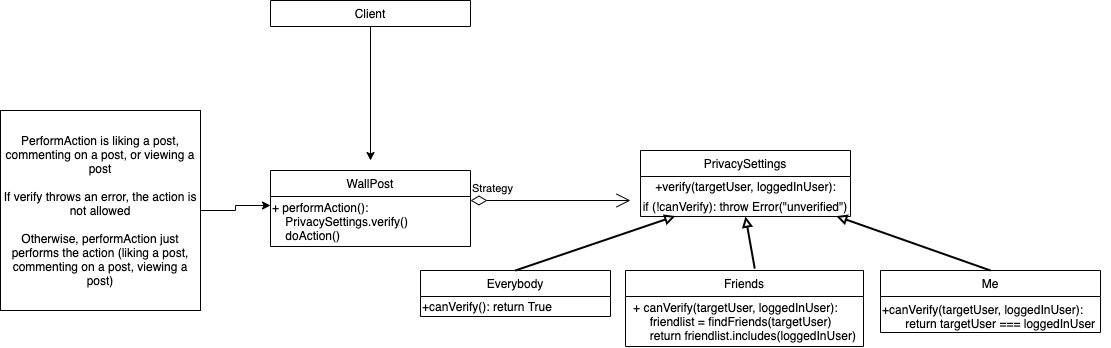 Client
PerformAction is liking a post,
commenting on a post, or viewing a
post
If verify throws an error, the action is
not allowed
Otherwise, performAction just
performs the action (liking a post,
commenting on a post, viewing a
post)
WallPost
+ performAction():
PrivacySettings.verify()
doAction()
Strategy
PrivacySettings
+verify(targetUser, loggedInUser):
if (!canVerify): throw Error("unverified")
Everybody
+canVerify(): return True
Friends
+ canVerify(targetUser, loggedInUser):
friendlist = findFriends(targetUser)
return friendlist.includes(loggedInUser)
Me
+canVerify(targetUser, loggedInUser):
return targetUser === loggedInUser